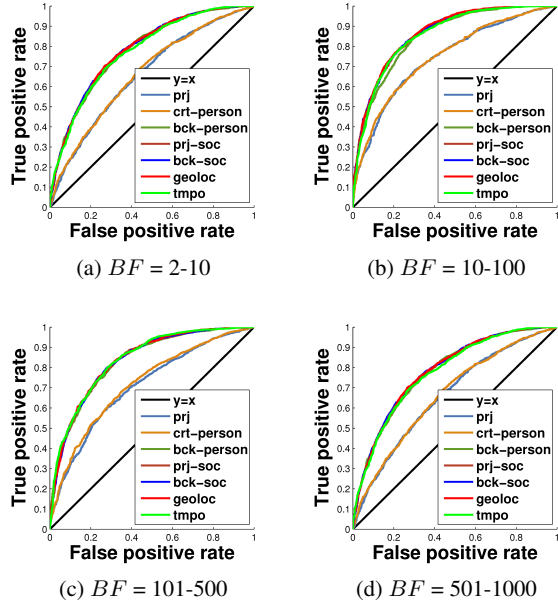 1
0.9
0.8
0.7
0.6
0.5
0.4
0.3
0.2
0.1
0
True positive rate
y=x
prj
crt-person
bck-person
prj-soc
bck-soc
geoloc
tmpo
0 0.2 0.4 0.6 0.8 1
False positive rate
(a) BF = 2-10
1
0.9
0.8
0.7
0.6
0.5
0.4
0.3
0.2
0.1
0
True positive rate
y=x
prj
crt-person
bck-person
prj-soc
bck-soc
geoloc
tmpo
0 0.2 0.4 0.6 0.8 1
False positive rate
(b) BF = 10-100
1
0.9
0.8
0.7
0.6
0.5
0.4
0.3
0.2
0.1
0
True positive rate
y=x
prj
crt-person
bck-person
prj-soc
bck-soc
geoloc
tmpo
0 0.2 0.4 0.6 0.8 1
False positive rate
(c) BF = 101-500
1
0.9
0.8
0.7
0.6
0.5
0.4
0.3
0.2
0.1
0
True positive rate
y=x
prj
crt-person
bck-person
prj-soc
bck-soc
geoloc
tmpo
0 0.2 0.4 0.6 0.8 1
False positive rate
(d) BF = 501-1000